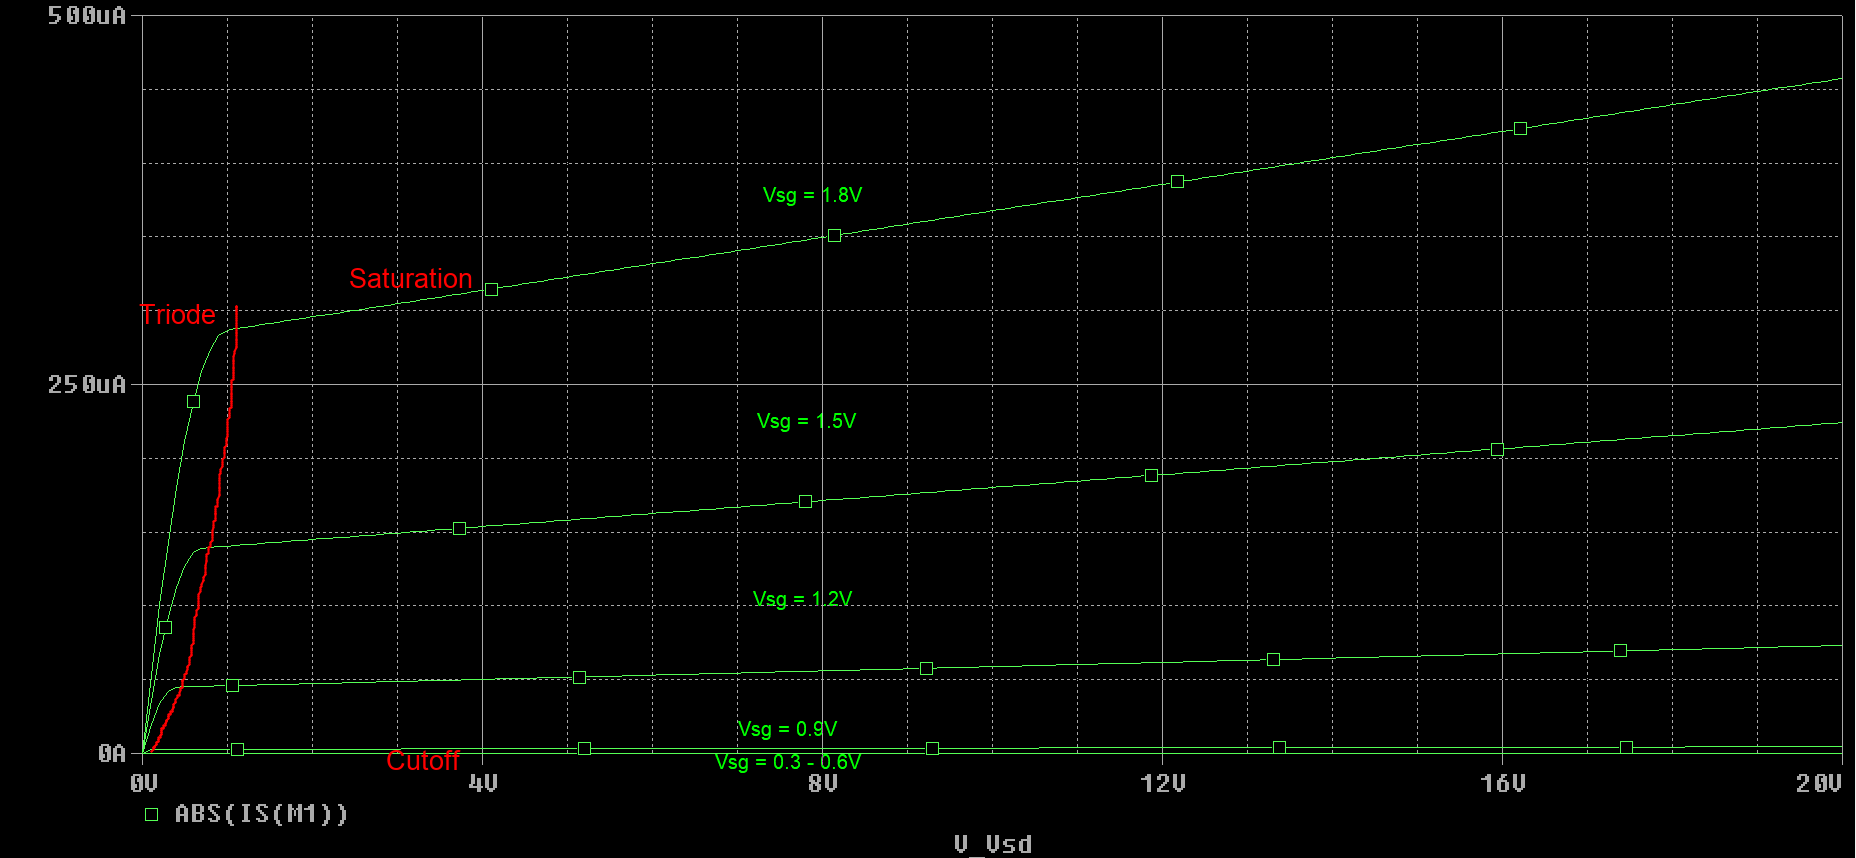 500uA
Vsg = 1.8V
Saturation
Triode
250uA
Vsg = 1.5V
Vsg = 1.2V
Vsg = 0.9V
0A
Cutoff
Vsg = 0.3 - 0.6V
0V 4V 8V 12V 16V 20V
ABS(IS(M1))
V_Vsd